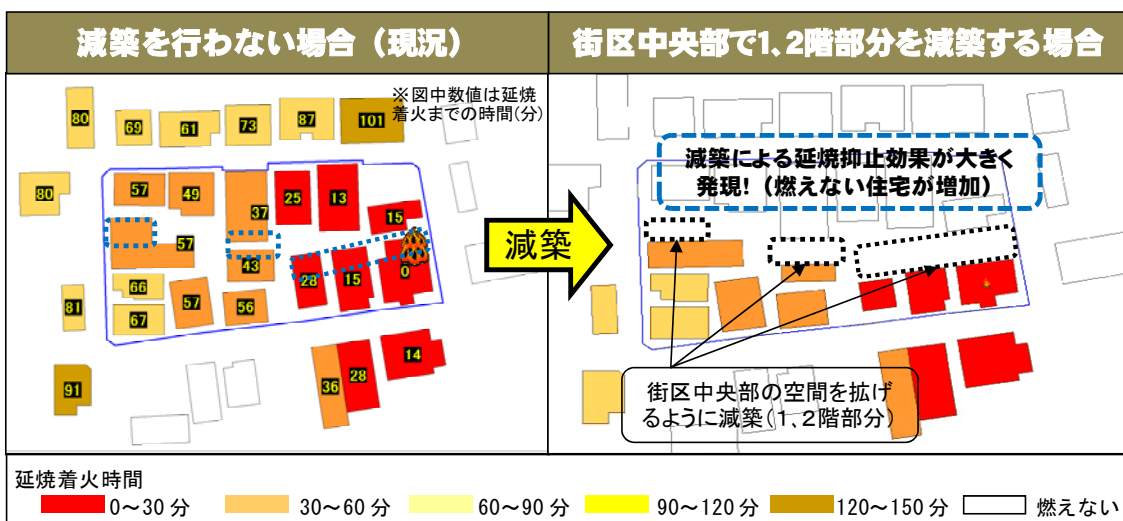 減築を行わない場合（現況）
街区中央部で1、2階部分を減築する場合
※図中数値は延焼
着火までの時間(分)
80
69
61
73
87
101
80
57
49
37
25
13
15
57
43
28
15
0
66
57
56
67
81
91
36
28
14
減築
減築による延焼抑止効果が大きく
発現!（燃えない住宅が増加）
街区中央部の空間を拡げ
るように減築(1、2階部分)
延焼着火時間
0～30 分
30～60 分
60～90 分
90～120 分
120～150 分
燃えない